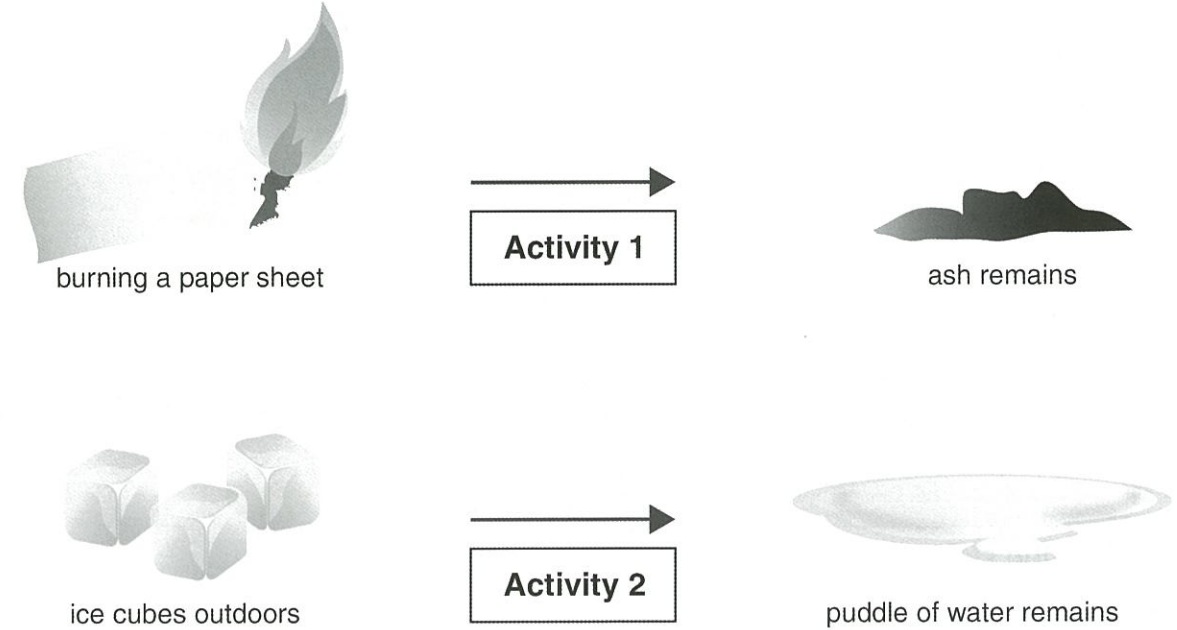 Activity 1
burning a paper sheet
ash remains
Activity 2
ice cubes outdoors
puddle of water remains